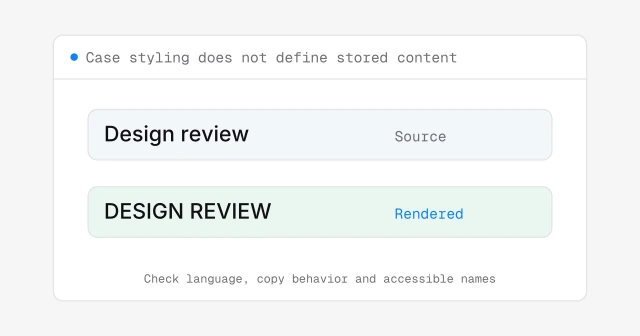 Case styling does not define stored content
Design review
Source
DESIGN REVIEW
Rendered
Check language, copy behavior and accessible names